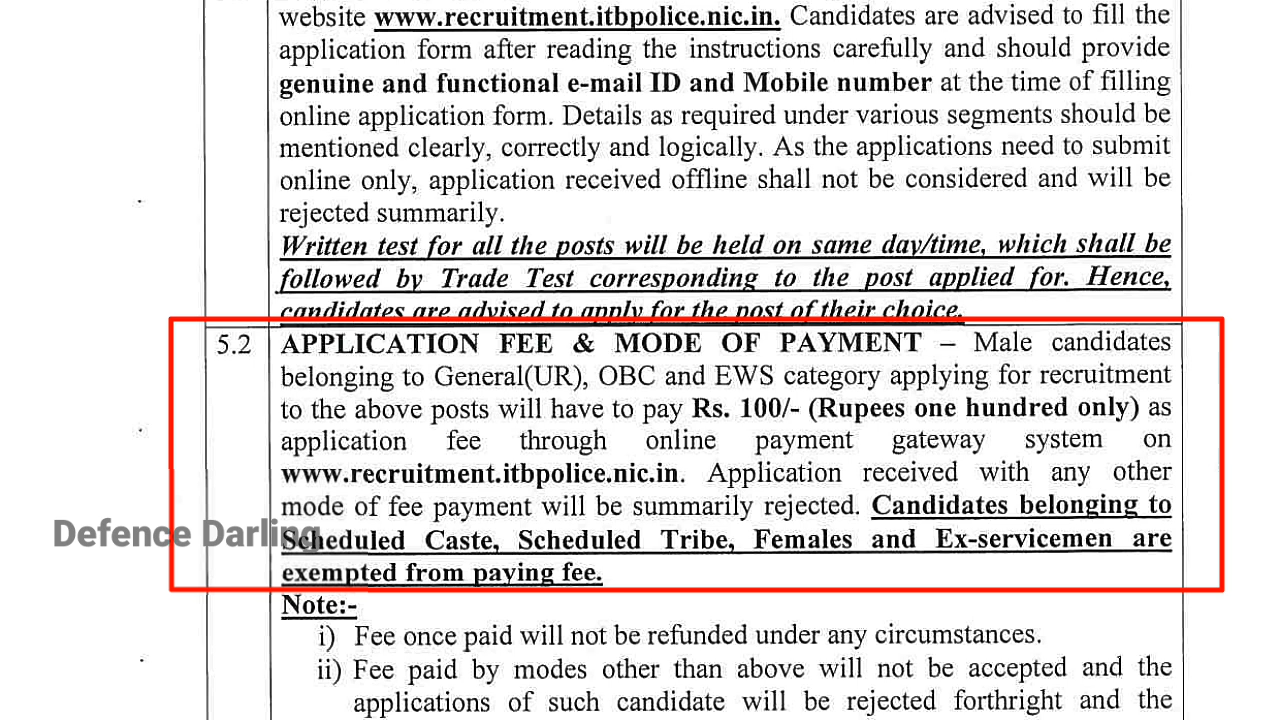 website www.recruitment.itbpolice.nic.in. Candidates are advised to fill the
application form after reading the instructions carefully and should provide
genuine and functional e-mail ID and Mobile number at the time of filling
online application form. Details as required under various segments should be
mentioned clearly, correctly and logically. As the applications need to submit
online only, application received offline shall not be considered and will be
rejected summarily.
Written test for all the posts will be held on same day/time, which shall be
followed by Trade Test corresponding to the post applied for. Hence,
candidates are advised to apply for the post of their choice.
5.2 APPLICATION FEE & MODE OF PAYMENT – Male candidates
belonging to General(UR), OBC and EWS category applying for recruitment
to the above posts will have to pay Rs. 100/- (Rupees one hundred only) as
application fee through online payment gateway system on
www.recruitment.itbpolice.nic.in. Application received with any other
mode of fee payment will be summarily rejected. Candidates belonging to
Defence Darling
Scheduled Caste, Scheduled Tribe, Females and Ex-servicemen are
exempted from paying fee.
Note:-
i) Fee once paid will not be refunded under any circumstances.
ii) Fee paid by modes other than above will not be accepted and the
applications of such candidate will be rejected forthright and the